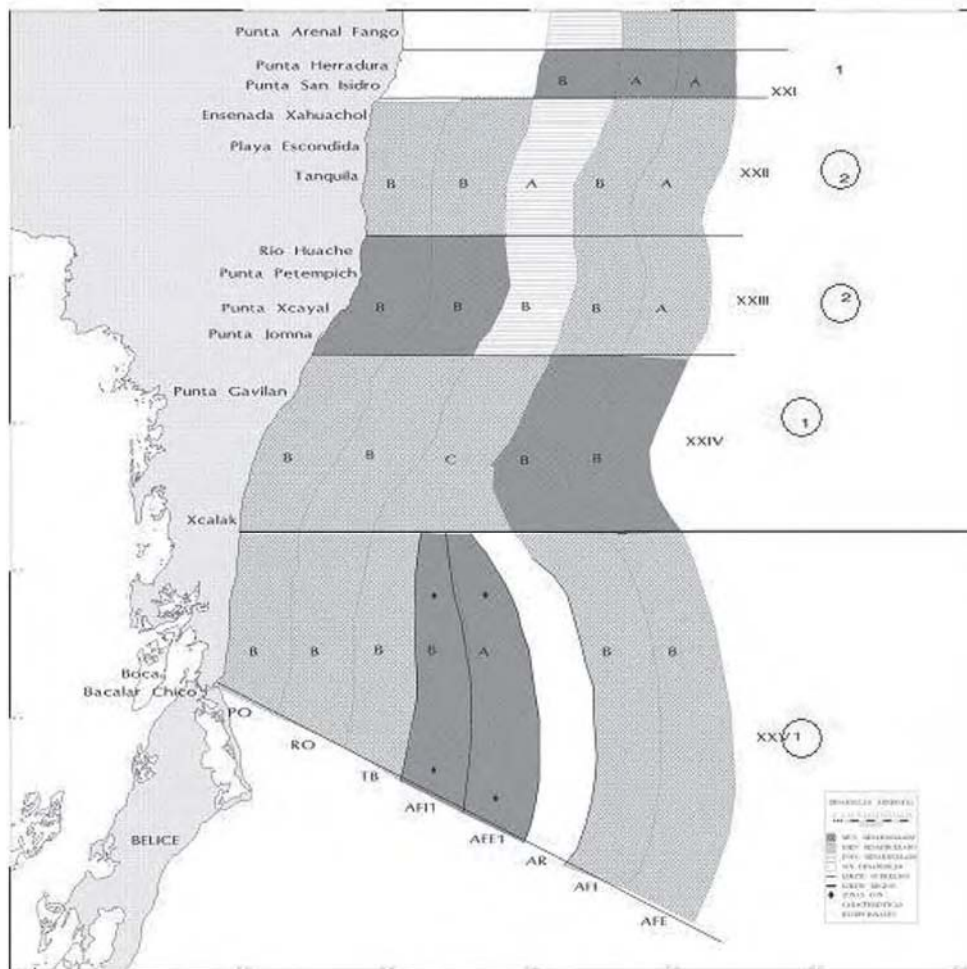 Punta Arenal Fango
Punta Herradura
1
B A A
Punta San Isidro
XXI
Ensenada Xahuachol
Playa Escondida
Tanquila
B B A B A
XXII
2
Rio Huache
Punta Petempich
Punta Xcayal
B B B B A
XXIII
2
Punta Jomna
Punta Gavilan
1
XXIV
B B C B B
Xcalak
B B B B A B B
Boca
Bacalar Chico
PO
RO
XXV 1
TB
AFI1
AFE1
AR
AFI
AFE
BELICE